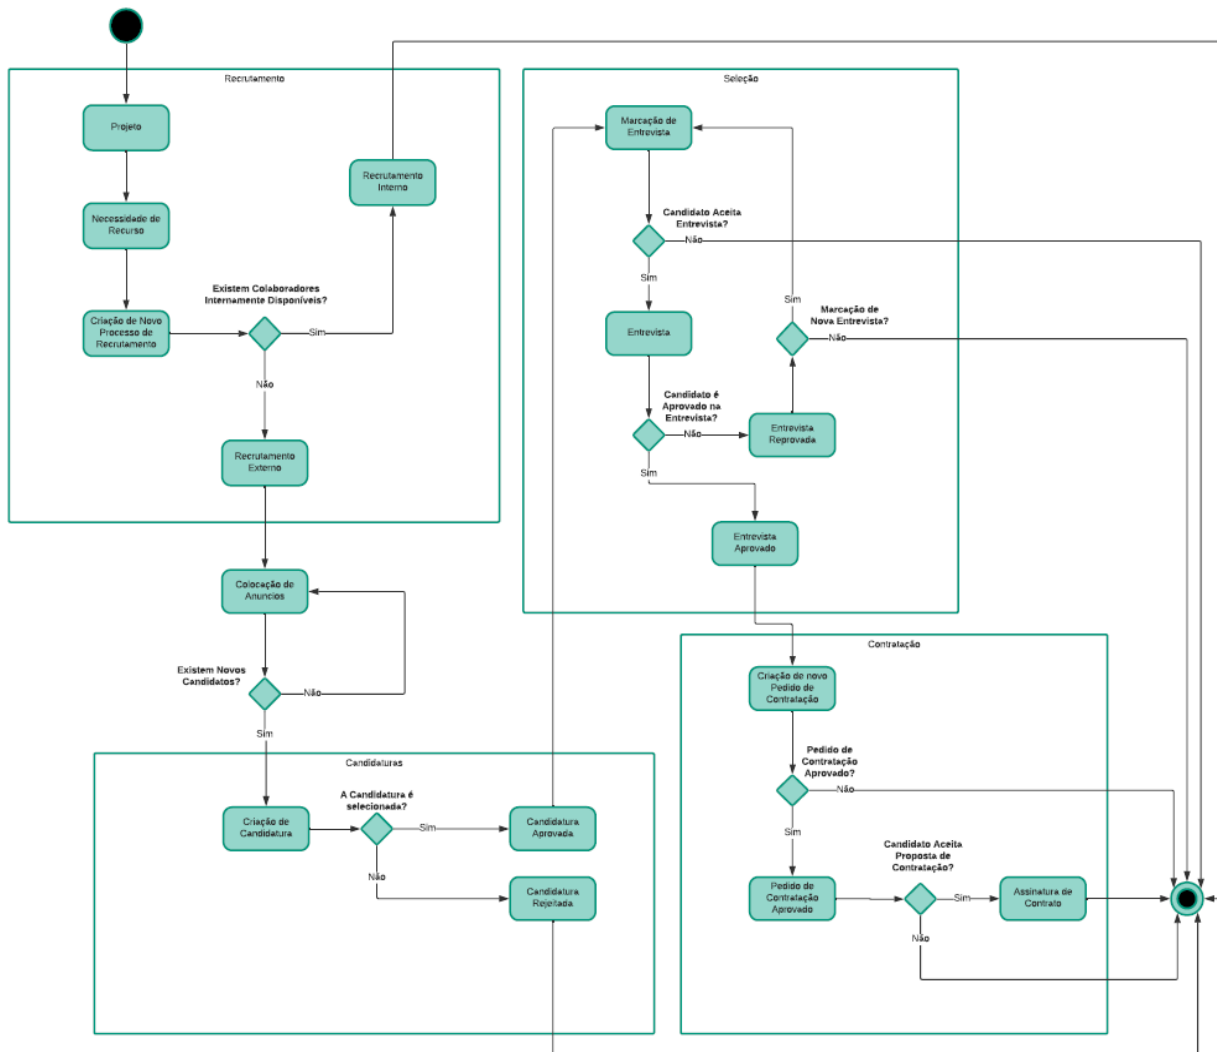 Recrutamento
Projeto
Necessidade de
Recurso
Criação de Novo
Processo de
Recrutamento
Existem Colaboradores
Internamente Disponíveis?
Sim
Recrutamento
Interno
Não
Recrutamento
Externo
Colocação de
Anuncios
Existem Novos
Candidatos?
Não
Sim
Candidaturas
Criação de
Candidatura
A Candidatura é
selecionada?
Sim
Candidatura
Aprovada
Não
Candidatura
Rejeitada
Seleção
Marcação de
Entrevista
Candidato Aceita
Entrevista?
Não
Sim
Entrevista
Candidato é
Aprovado na
Entrevista?
Não
Entrevista
Reprovada
Marcação de
Nova Entrevista?
Sim
Não
Sim
Entrevista
Aprovado
Contratação
Criação de novo
Pedido de
Contratação
Pedido de
Contratação
Aprovado?
Não
Sim
Pedido de
Contratação
Aprovado
Candidato Aceita
Proposta de
Contratação?
Sim
Assinatura de
Contrato
Não